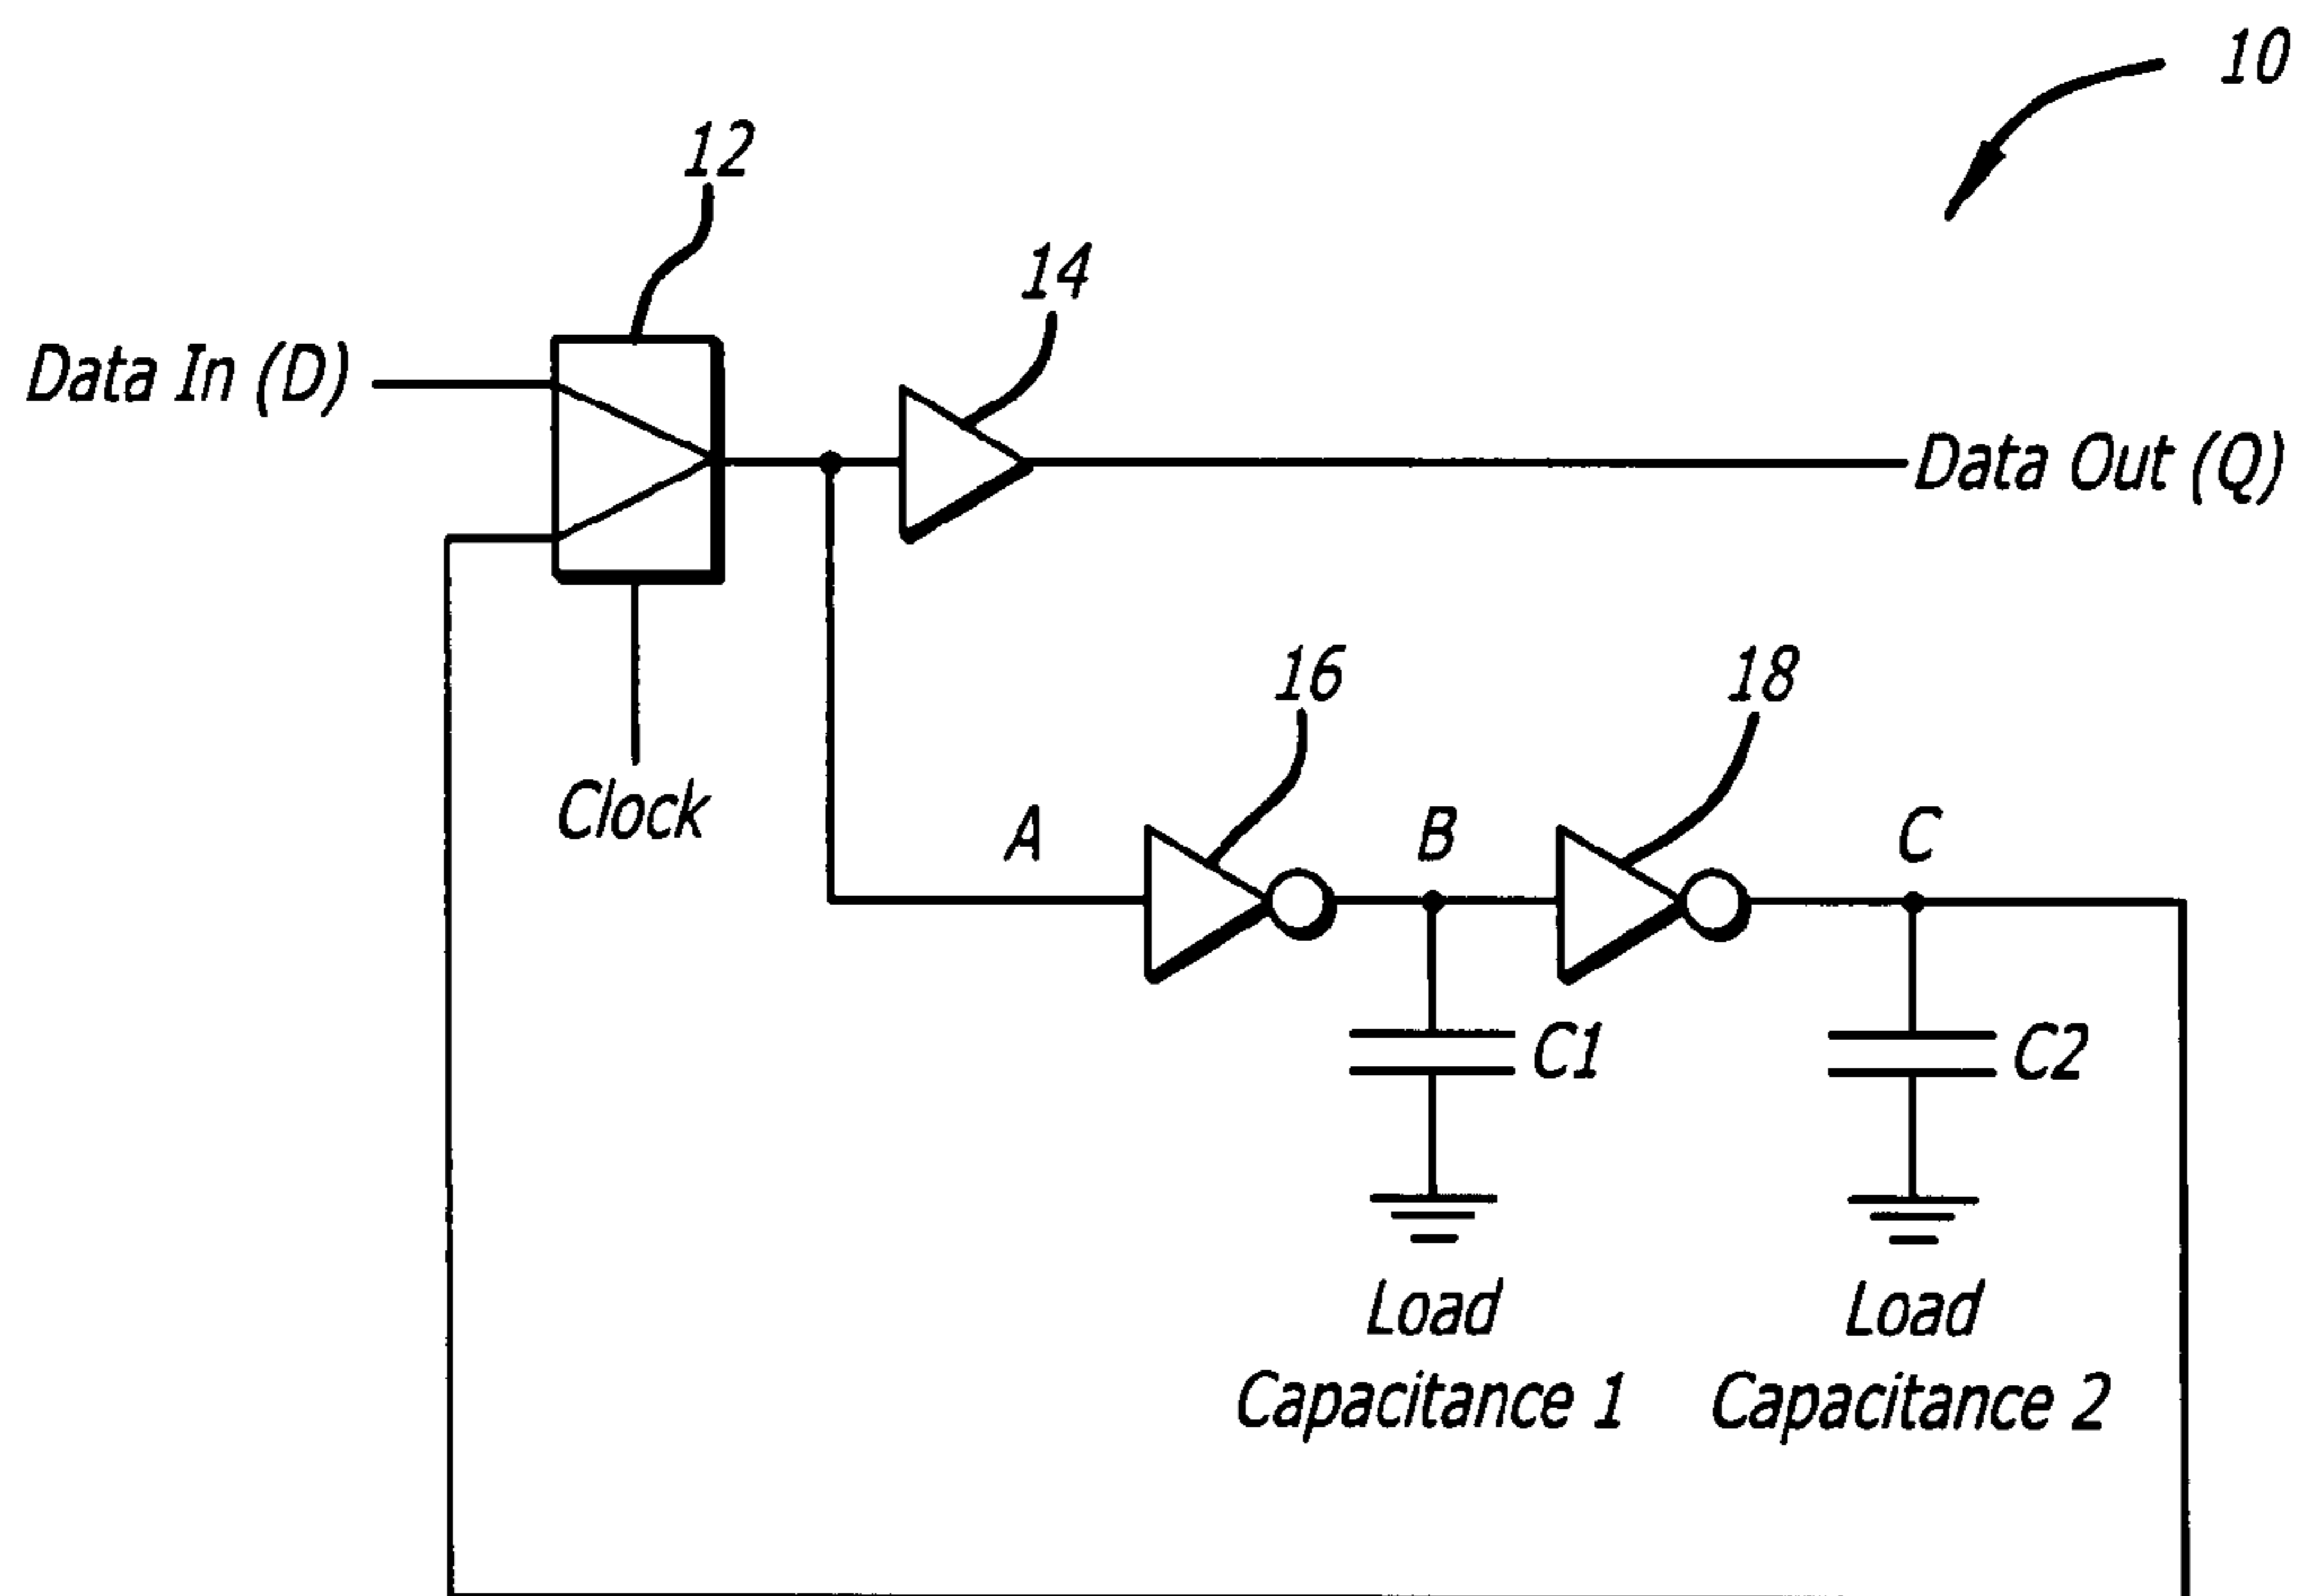 10
12
14
Data In (D)
Data Out (Q)
16
18
Clock
A
B
C
C1
C2
Load
Capacitance 1
Load
Capacitance 2